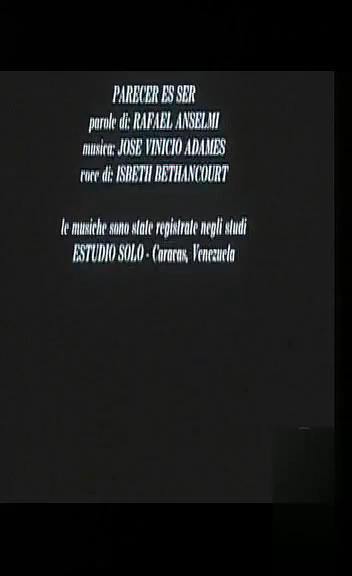 PARECER ES SER
parole di: RAFAEL ANSELMI
musica: JOSE VINICIO ADAMES
voce di: ISBETH BETHANCOURT
le musiche sono state registrate negli studi
ESTUDIO SOLO - Caracas, Venezuela